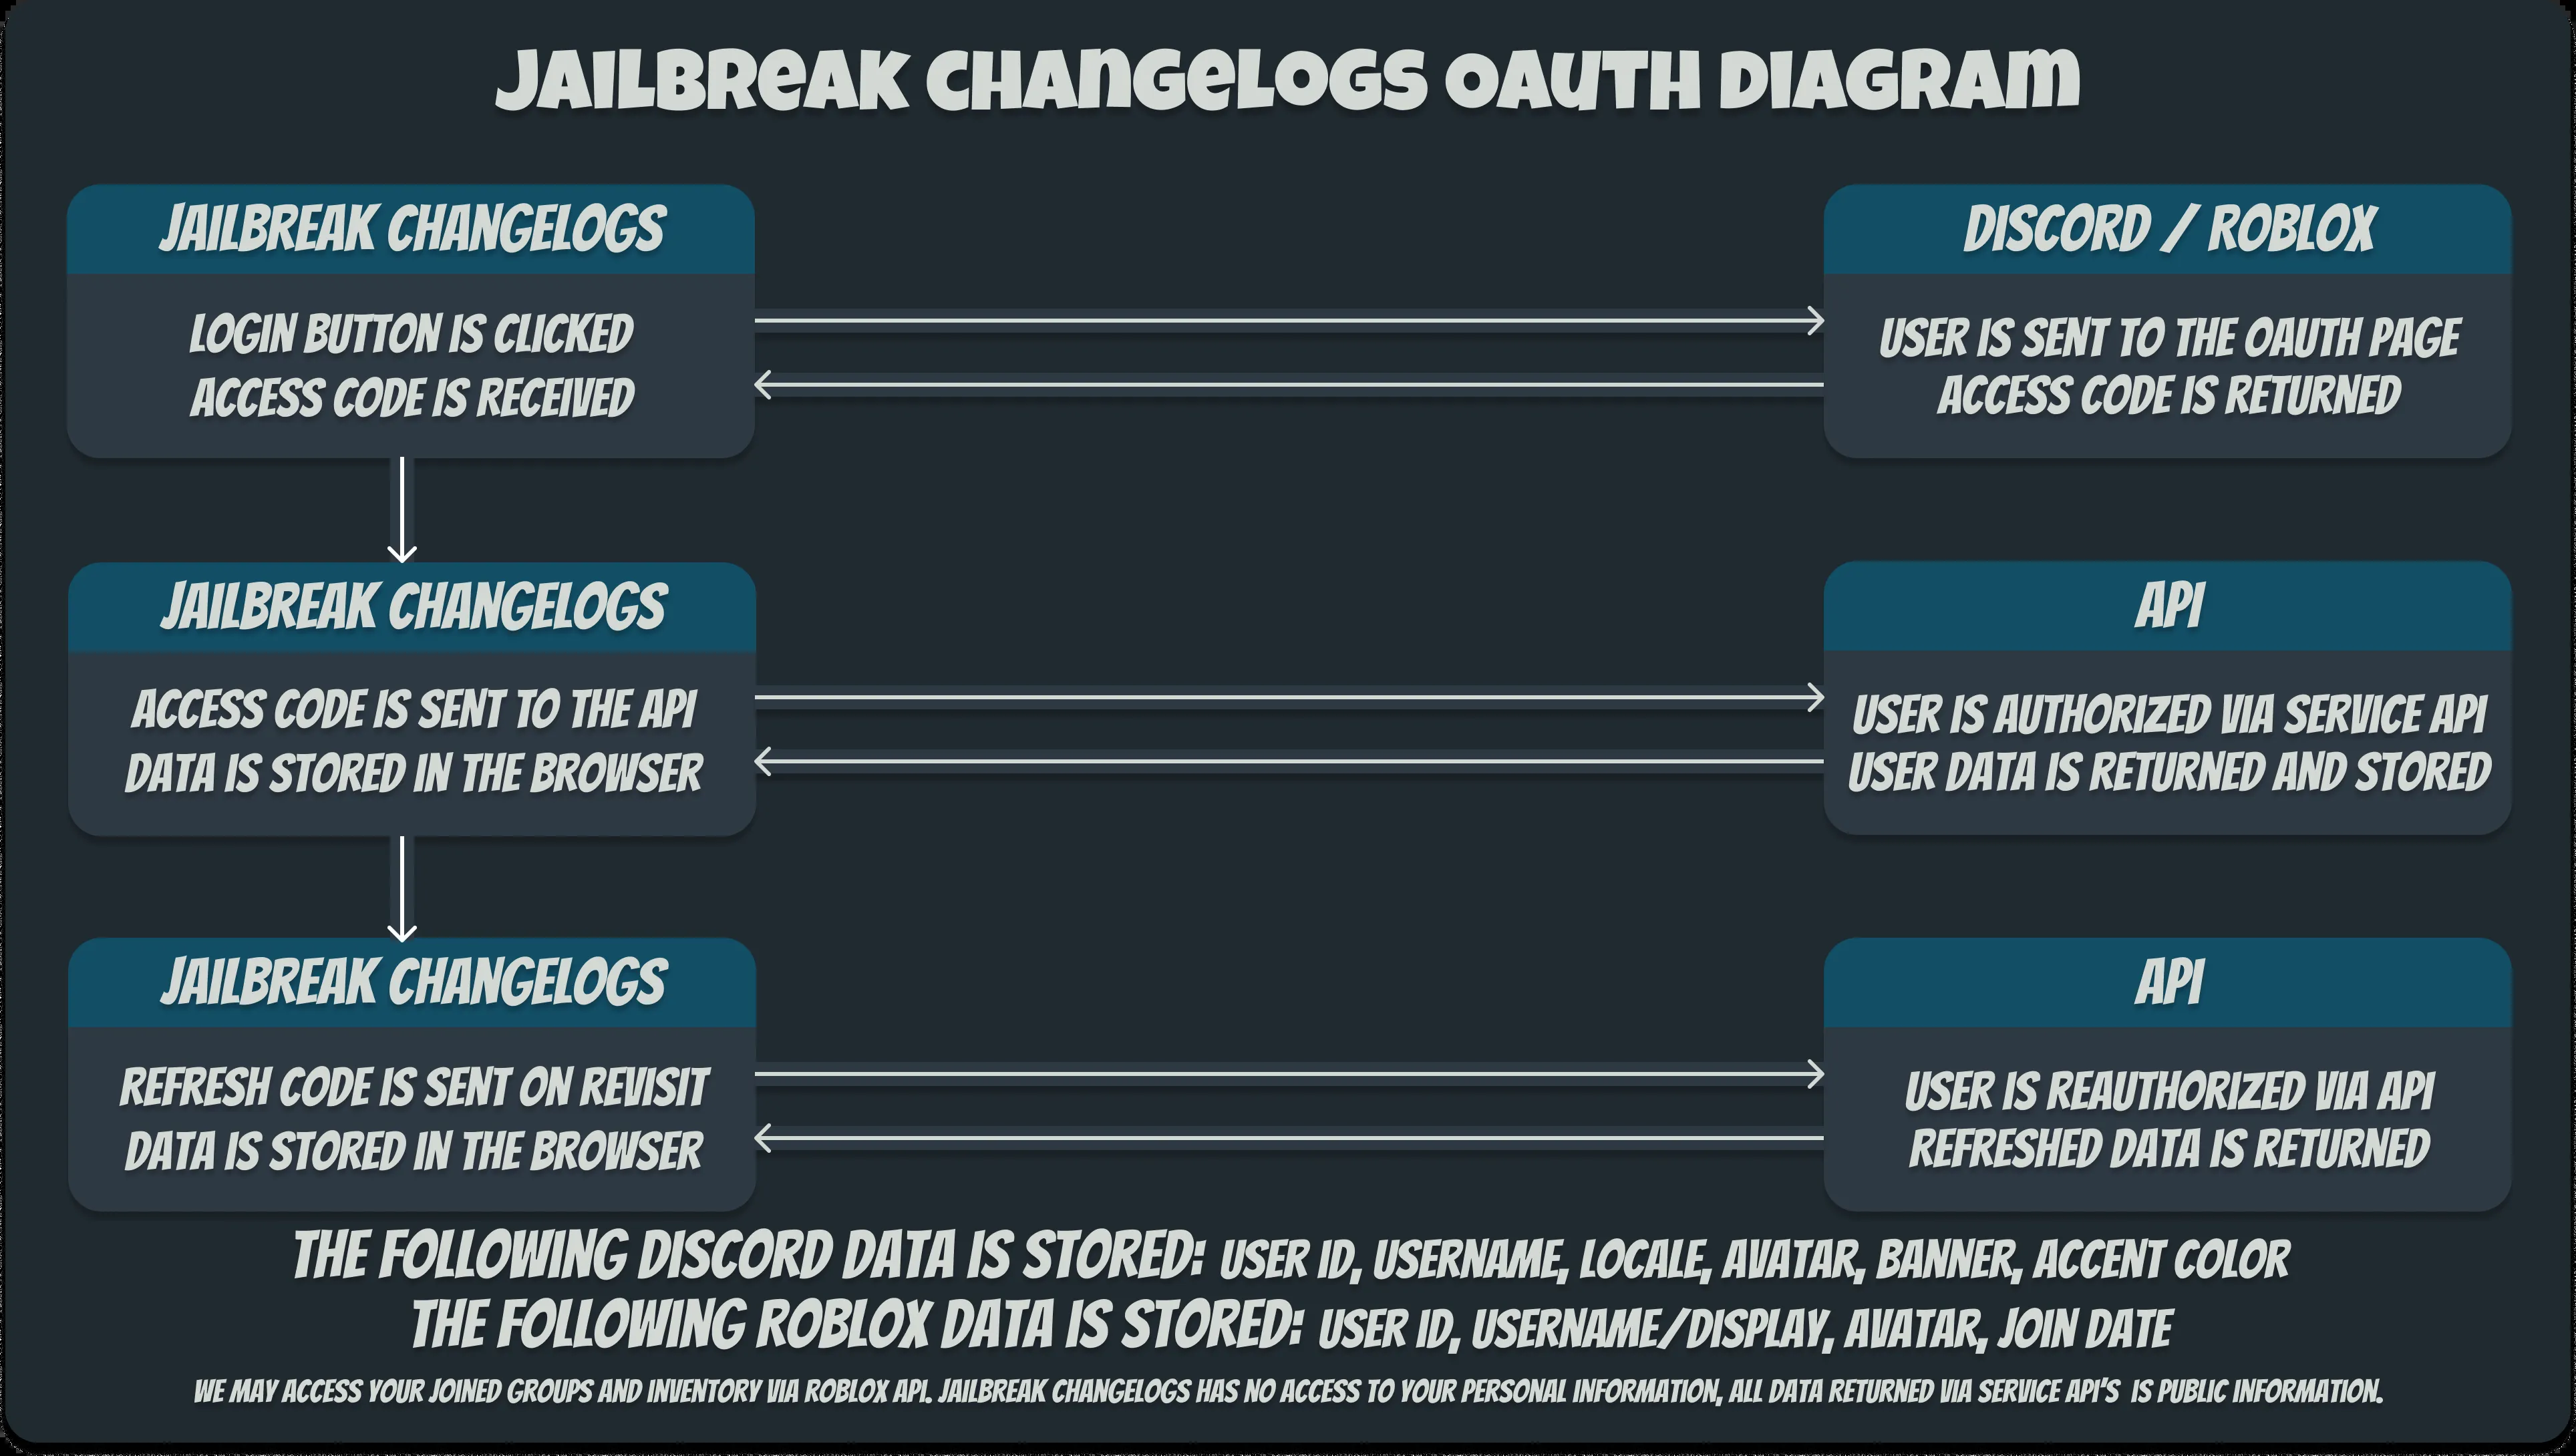 JAILBREAK CHANGELOGS OAUTH DIAGRAM
JAILBREAK CHANGELOGS
LOGIN BUTTON IS CLICKED
ACCESS CODE IS RECEIVED
DISCORD / ROBLOX
USER IS SENT TO THE OAUTH PAGE
ACCESS CODE IS RETURNED
JAILBREAK CHANGELOGS
ACCESS CODE IS SENT TO THE API
DATA IS STORED IN THE BROWSER
API
USER IS AUTHORIZED VIA SERVICE API
USER DATA IS RETURNED AND STORED
JAILBREAK CHANGELOGS
REFRESH CODE IS SENT ON REVISIT
DATA IS STORED IN THE BROWSER
API
USER IS REAUTHORIZED VIA API
REFRESHED DATA IS RETURNED
THE FOLLOWING DISCORD DATA IS STORED: USER ID, USERNAME, LOCALE, AVATAR, BANNER, ACCENT COLOR
THE FOLLOWING ROBLOX DATA IS STORED: USER ID, USERNAME/DISPLAY, AVATAR, JOIN DATE
WE MAY ACCESS YOUR JOINED GROUPS AND INVENTORY VIA ROBLOX API. JAILBREAK CHANGELOGS HAS NO ACCESS TO YOUR PERSONAL INFORMATION, ALL DATA RETURNED VIA SERVICE API'S IS PUBLIC INFORMATION.